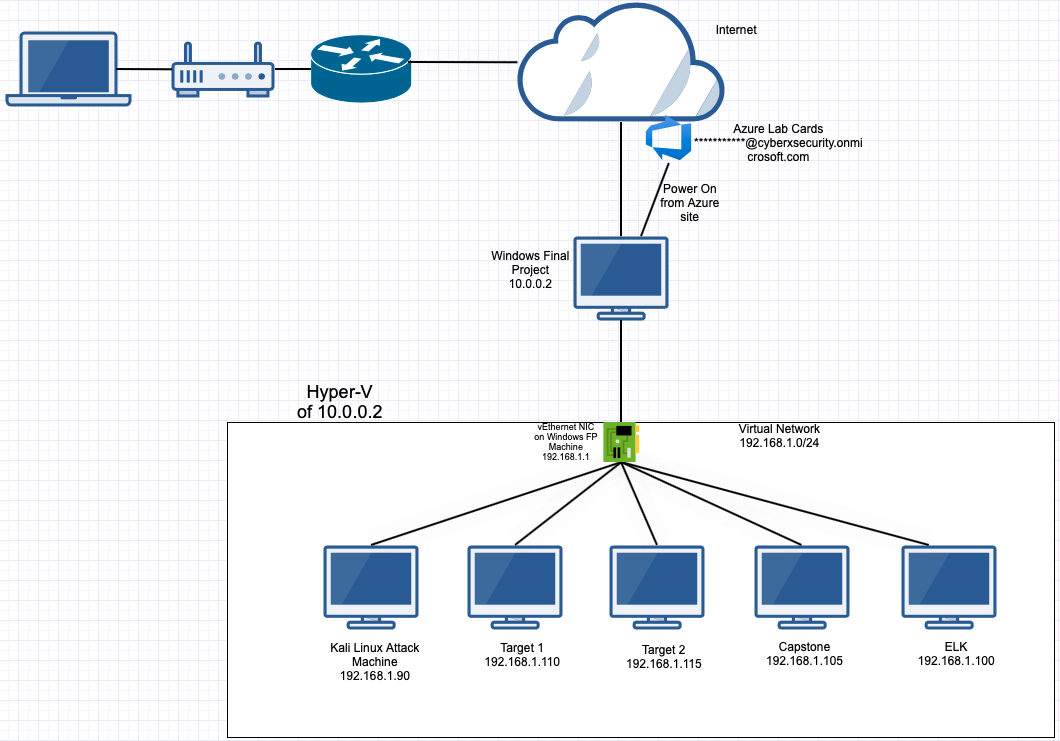 Internet
Azure Lab Cards
***********@cyberxsecurity.onmi
crosoft.com
Power On
from Azure
site
Windows Final
Project
10.0.0.2
Hyper-V
of 10.0.0.2
vEthernet NIC
on Windows FP
Machine
192.168.1.1
Virtual Network
192.168.1.0/24
Kali Linux Attack
Machine
192.168.1.90
Target 1
192.168.1.110
Target 2
192.168.1.115
Capstone
192.168.1.105
ELK
192.168.1.100